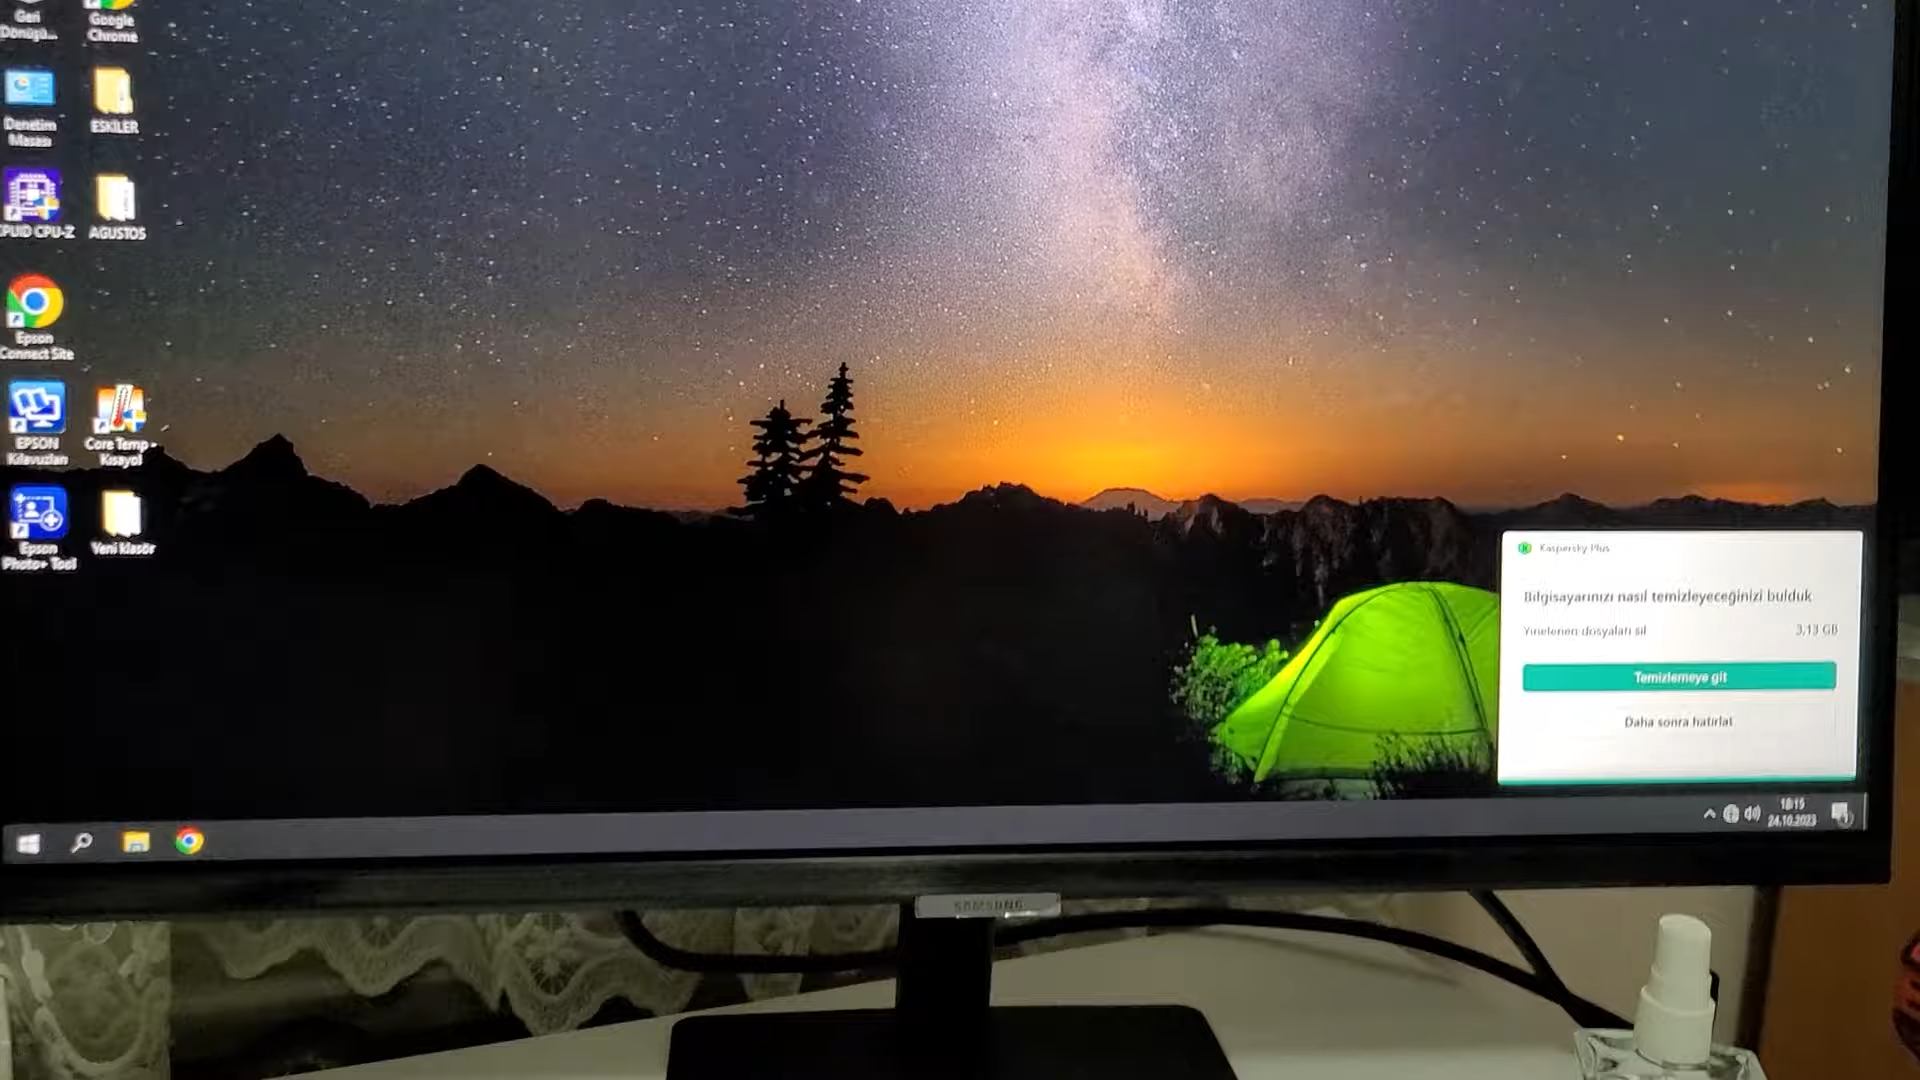 Geri
Dönüşü...
Google
Chrome
Denetim
Masası
ESKİLER
CPUID CPU-Z
AGUSTOS
Epson
Connect Site
EPSON
Kılavuzları
Core Temp -
Kısayol
Epson
Photo+ Tool
Yeni klasör
Kaspersky Plus
Bilgisayarınızı nasıl temizleyeceğinizi bulduk
Yinelenen dosyaları sil 3,13 GB
Temizlemeye git
Daha sonra hatırlat
18:15
24.10.2023
SAMSUNG